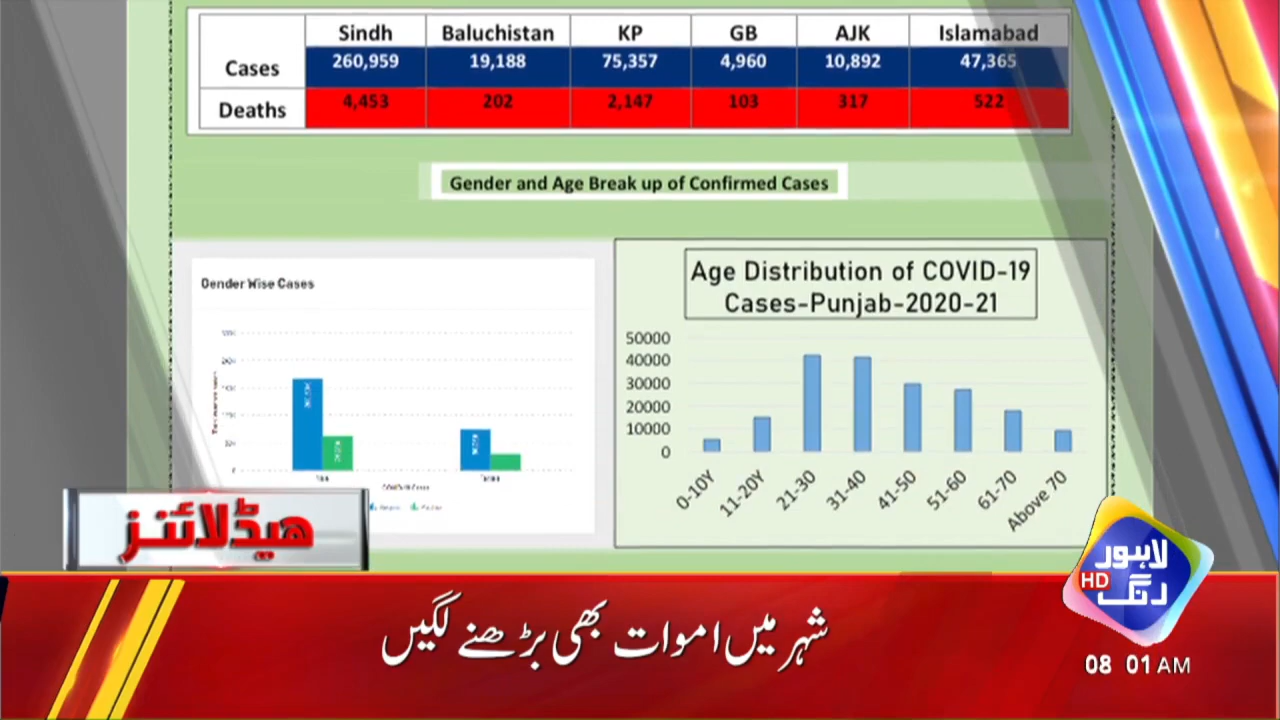 Sindh Baluchistan KP GB AJK Islamabad
Cases 260,959 19,188 75,357 4,960 10,892 47,365
Deaths 4,453 202 2,147 103 317 522
Gender and Age Break up of Confirmed Cases
Gender Wise Cases
Age Distribution of COVID-19
Cases-Punjab-2020-21
50000
40000
30000
20000
10000
0
0-10Y 11-20Y 21-30 31-40 41-50 51-60 61-70 Above 70
ہیڈلائنز
شہر میں اموات بھی بڑھنے لگیں
لاہور
رنگ HD
08 01 AM